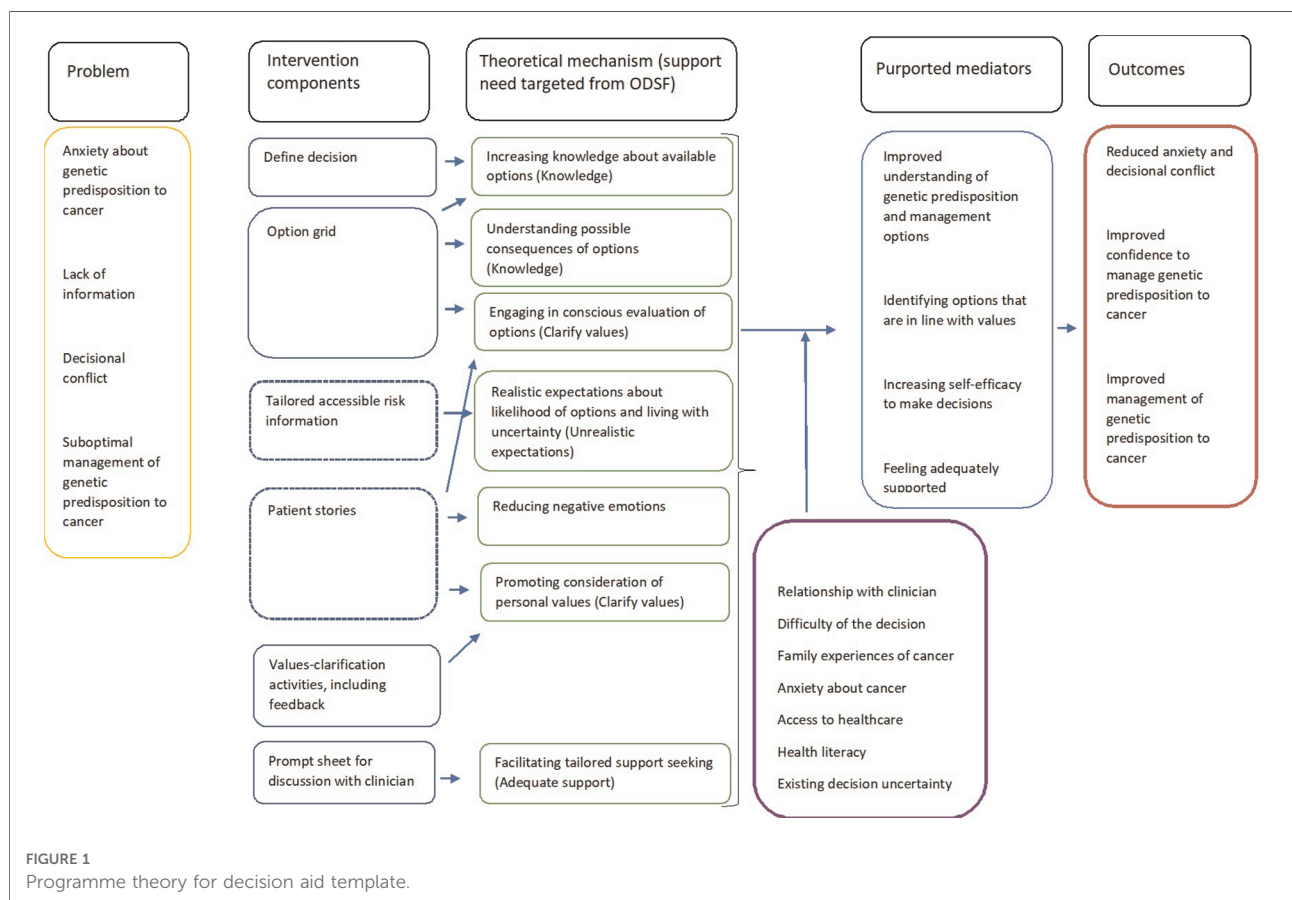 Problem
Intervention
components
Theoretical mechanism (support
need targeted from ODSF)
Purported mediators
Outcomes
Anxiety about
genetic
predisposition to
cancer
Lack of
information
Decisional
conflict
Suboptimal
management of
genetic
predisposition to
cancer
Define decision
Option grid
Tailored accessible risk
information
Patient stories
Values-clarification
activities, including
feedback
Prompt sheet for
discussion with clinician
Increasing knowledge about available
options (Knowledge)
Understanding possible
consequences of options
(Knowledge)
Engaging in conscious evaluation of
options (Clarify values)
Realistic expectations about
likelihood of options and living with
uncertainty (Unrealistic
expectations)
Reducing negative emotions
Promoting consideration of
personal values (Clarify values)
Facilitating tailored support seeking
(Adequate support)
Improved
understanding of
genetic predisposition
and management
options
Identifying options that
are in line with values
Increasing self-efficacy
to make decisions
Feeling adequately
supported
Relationship with clinician
Difficulty of the decision
Family experiences of cancer
Anxiety about cancer
Access to healthcare
Health literacy
Existing decision uncertainty
Reduced anxiety and
decisional conflict
Improved
confidence to
manage genetic
predisposition to
cancer
Improved
management of
genetic
predisposition to
cancer
FIGURE 1
Programme theory for decision aid template.